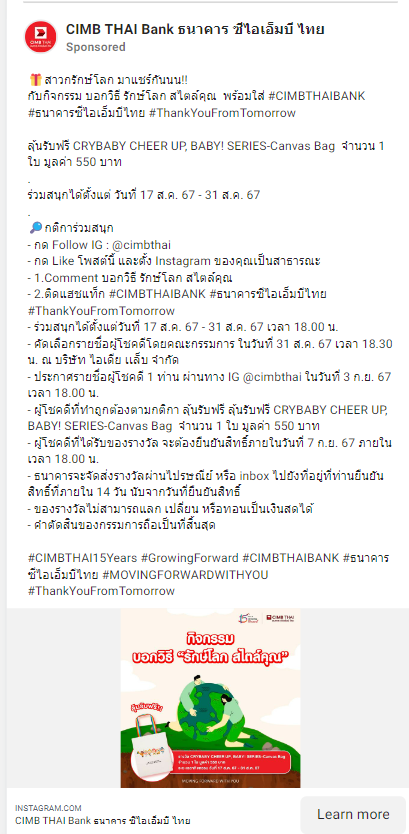 CIMB THAI Bank ธนาคาร ซีไอเอ็มบี ไทย
Sponsored
🎁สาวกรักษ์โลก มาแชร์กันนน!!
กับกิจกรรม บอกวิธี รักษ์โลก สไตล์คุณ พร้อมใส่ #CIMBTHAIBANK
#ธนาคารซีไอเอ็มบีไทย #ThankYouFromTomorrow
ลุ้นรับฟรี CRYBABY CHEER UP, BABY! SERIES-Canvas Bag จำนวน 1
ใบ มูลค่า 550 บาท
.
ร่วมสนุกได้ตั้งแต่ วันที่ 17 ส.ค. 67 - 31 ส.ค. 67
.
🔎กติการ่วมสนุก
- กด Follow IG : @cimbthai
- กด Like โพสต์นี้ และตั้ง Instagram ของคุณเป็นสาธารณะ
- 1.Comment บอกวิธี รักษ์โลก สไตล์คุณ
- 2.ติดแฮชแท็ก #CIMBTHAIBANK #ธนาคารซีไอเอ็มบีไทย
#ThankYouFromTomorrow
- ร่วมสนุกได้ตั้งแต่วันที่ 17 ส.ค. 67 - 31 ส.ค. 67 เวลา 18.00 น.
- คัดเลือกรายชื่อผู้โชคดีโดยคณะกรรมการ ในวันที่ 31 ส.ค. 67 เวลา 18.30
น. ณ บริษัท ไอเดีย แล็บ จำกัด
- ประกาศรายชื่อผู้โชคดี 1 ท่าน ผ่านทาง IG @cimbthai ในวันที่ 3 ก.ย. 67
เวลา 18.00 น.
- ผู้โชคดีที่ทำถูกต้องตามกติกา ลุ้นรับฟรี ลุ้นรับฟรี CRYBABY CHEER UP,
BABY! SERIES-Canvas Bag จำนวน 1 ใบ มูลค่า 550 บาท
- ผู้โชคดีที่ได้รับของรางวัล จะต้องยืนยันสิทธิ์ภายในวันที่ 7 ก.ย. 67 ภายใน
เวลา 18.00 น.
- ธนาคารจะจัดส่งรางวัลผ่านไปรษณีย์ หรือ inbox ไปยังที่อยู่ที่ท่านยืนยัน
สิทธิ์ที่ภายใน 14 วัน นับจากวันที่ยืนยันสิทธิ์
- ของรางวัลไม่สามารถแลก เปลี่ยน หรือทอนเป็นเงินสดได้
- คำตัดสินของกรรมการถือเป็นที่สิ้นสุด
#CIMBTHAI15Years #GrowingForward #CIMBTHAIBANK #ธนาคาร
ซีไอเอ็มบีไทย #MOVINGFORWARDWITHYOU
#ThankYouFromTomorrow
CIMB THAI
กิจกรรม
บอกวิธี "รักษ์โลก สไตล์คุณ"
ลุ้นรับฟรี!
รางวัล CRYBABY CHEER UP, BABY! SERIES-Canvas Bag
จำนวน 1 ใบ มูลค่า 550 บาท
MOVING FORWARD WITH YOU
INSTAGRAM.COM
CIMB THAI Bank ธนาคาร ซีไอเอ็มบี ไทย
Learn more